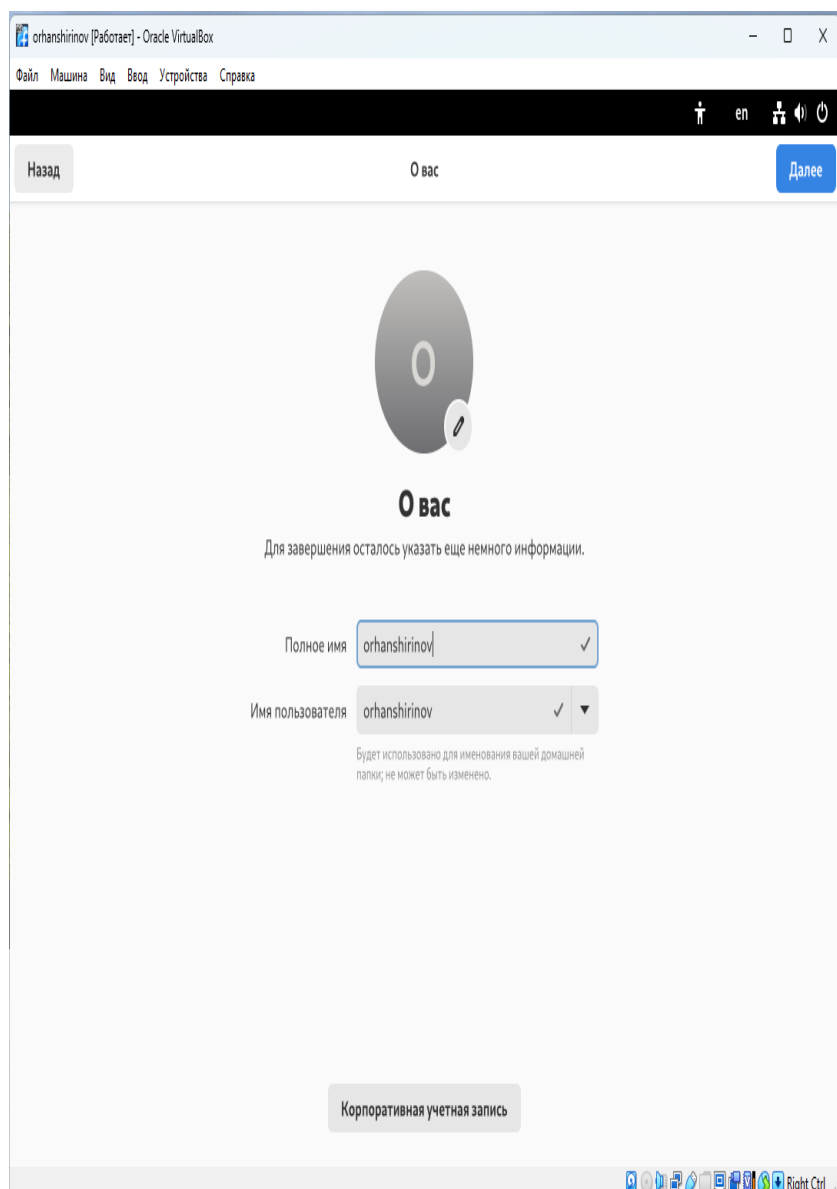 orhanshirinov [Работает] - Oracle VirtualBox
Файл Машина Вид Ввод Устройства Справка
en
Назад О вас Далее
O
О вас
Для завершения осталось указать еще немного информации.
Полное имя orhanshirinov
Имя пользователя orhanshirinov
Будет использовано для именования вашей домашней
папки; не может быть изменено.
Корпоративная учетная запись
Right Ctrl